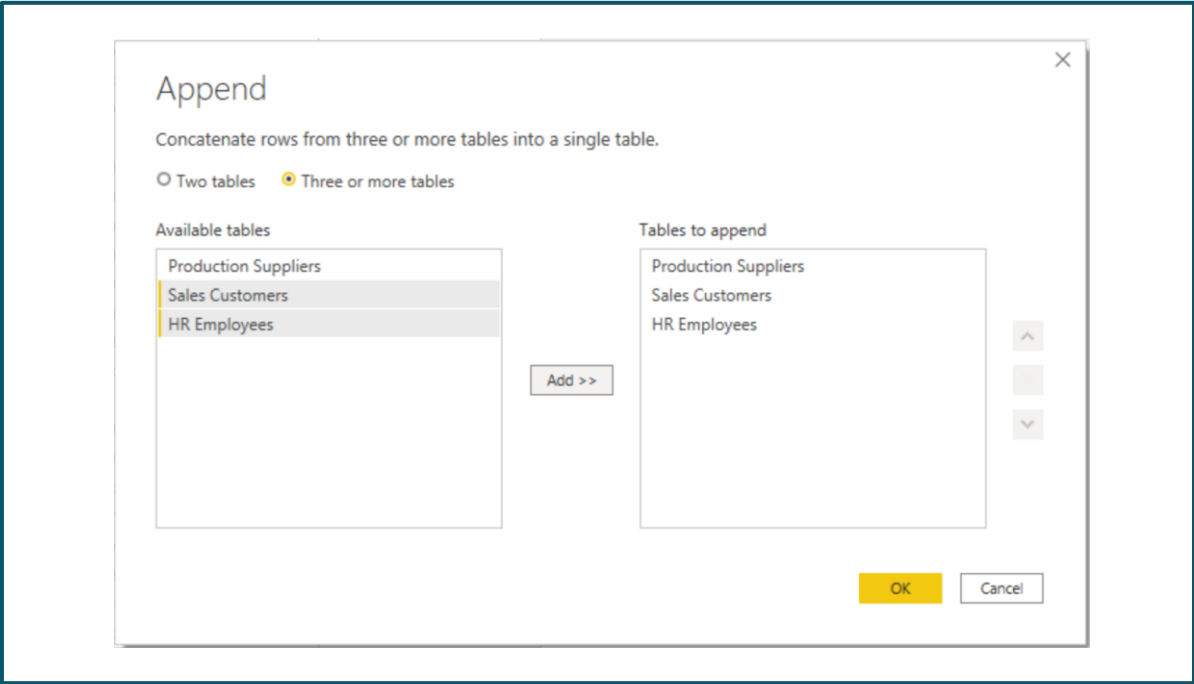 Append
Concatenate rows from three or more tables into a single table.
Two tables Three or more tables
Available tables
Production Suppliers
Sales Customers
HR Employees
Add >>
Tables to append
Production Suppliers
Sales Customers
HR Employees
OK Cancel